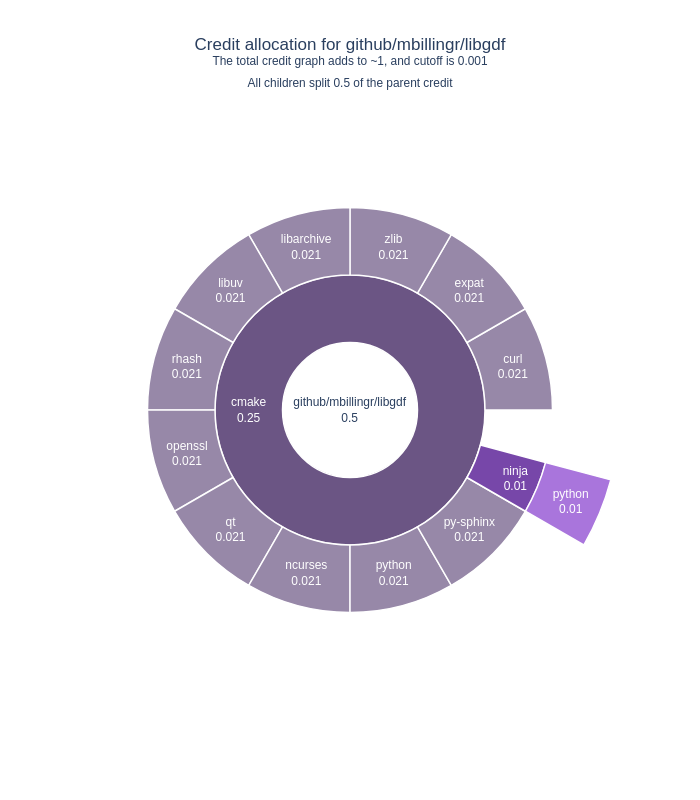 Credit allocation for github/mbillingr/libgdf
The total credit graph adds to ~1, and cutoff is 0.001
All children split 0.5 of the parent credit
libarchive
0.021
zlib
0.021
libuv
0.021
expat
0.021
rhash
0.021
curl
0.021
cmake
0.25
github/mbillingr/libgdf
0.5
openssl
0.021
ninja
0.01
python
0.01
qt
0.021
py-sphinx
0.021
ncurses
0.021
python
0.021